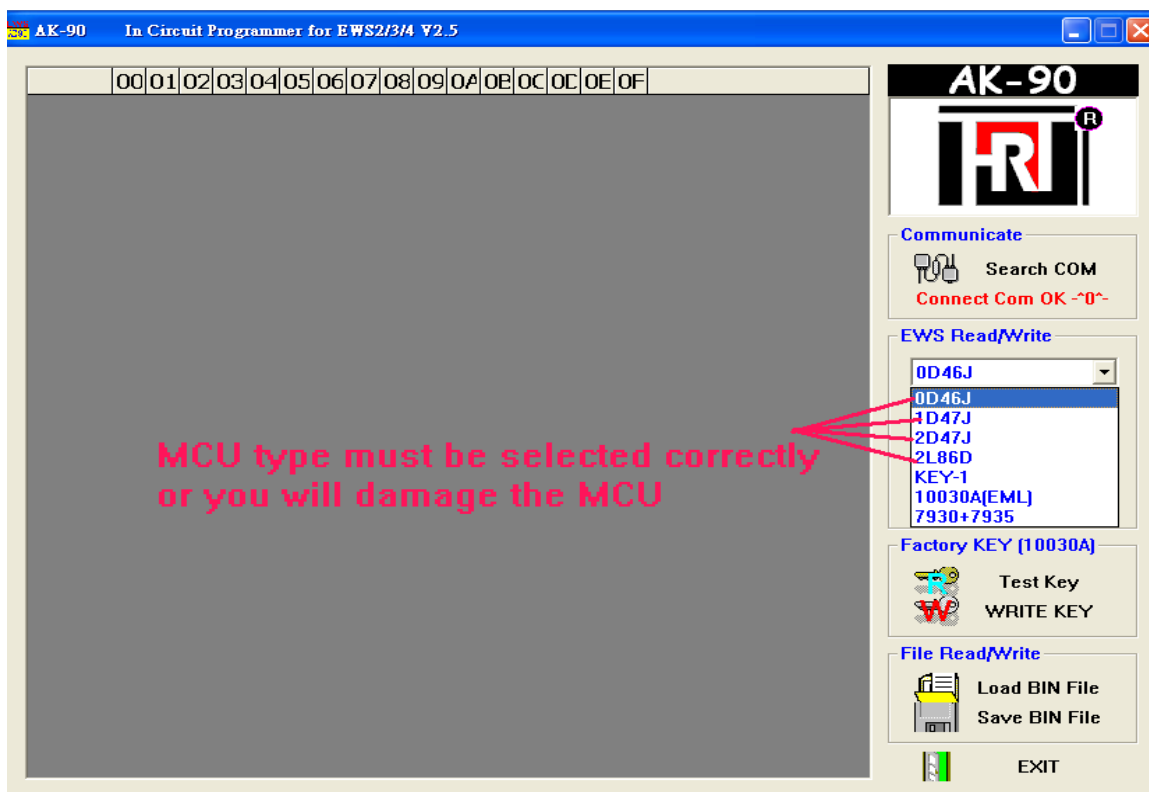 AK-90 In Circuit Programmer for EWS2/3/4 V2.5
00 01 02 03 04 05 06 07 08 09 0A 0B 0C 0D 0E 0F
AK-90
HRT
R
Communicate
Search COM
Connect Com OK -^0^-
EWS Read/Write
0D46J
0D46J
1D47J
2D47J
2L86D
KEY-1
10030A(EML)
7930+7935
MCU type must be selected correctly
or you will damage the MCU
Factory KEY (10030A)
R
Test Key
W
WRITE KEY
File Read/Write
Load BIN File
Save BIN File
EXIT